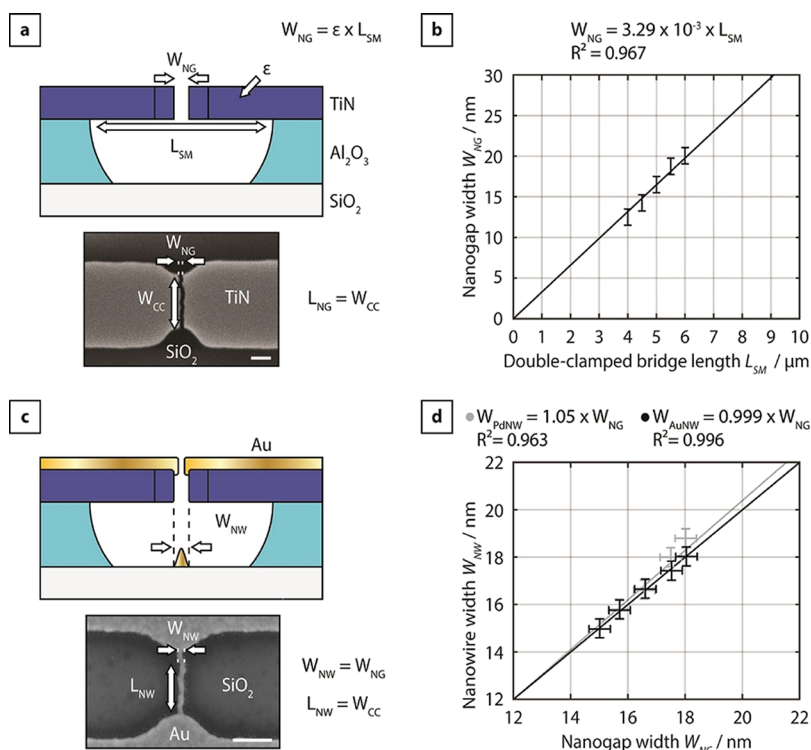 a
W_NG = ε x L_SM
W_NG
ε
TiN
L_SM
Al₂O₃
SiO₂
W_NG
W_CC
TiN
L_NG = W_CC
SiO₂
b
W_NG = 3.29 x 10⁻³ x L_SM
R² = 0.967
Nanogap width W_NG / nm
30
25
20
15
10
5
0
0 1 2 3 4 5 6 7 8 9 10
Double-clamped bridge length L_SM / μm
c
Au
W_NW
W_NW
L_NW
SiO₂
Au
W_NW = W_NG
L_NW = W_CC
d
W_PdNW = 1.05 x W_NG
R² = 0.963
W_AuNW = 0.999 x W_NG
R² = 0.996
Nanowire width W_NW / nm
22
20
18
16
14
12
12 14 16 18 20 22
Nanogap width W_NG / nm